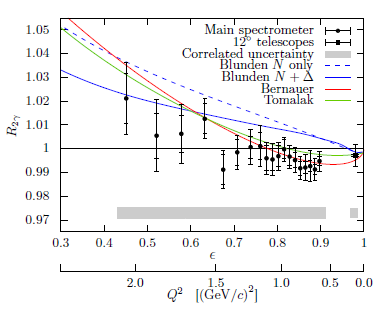 1.05
1.04
1.03
1.02
1.01
1
0.99
0.98
0.97
R2γ
Main spectrometer
12° telescopes
Correlated uncertainty
Blunden N only
Blunden N + Δ
Bernauer
Tomalak
0.3 0.4 0.5 0.6 0.7 0.8 0.9 1
ϵ
2.0 1.5 1.0 0.5 0.0
Q² [(GeV/c)²]